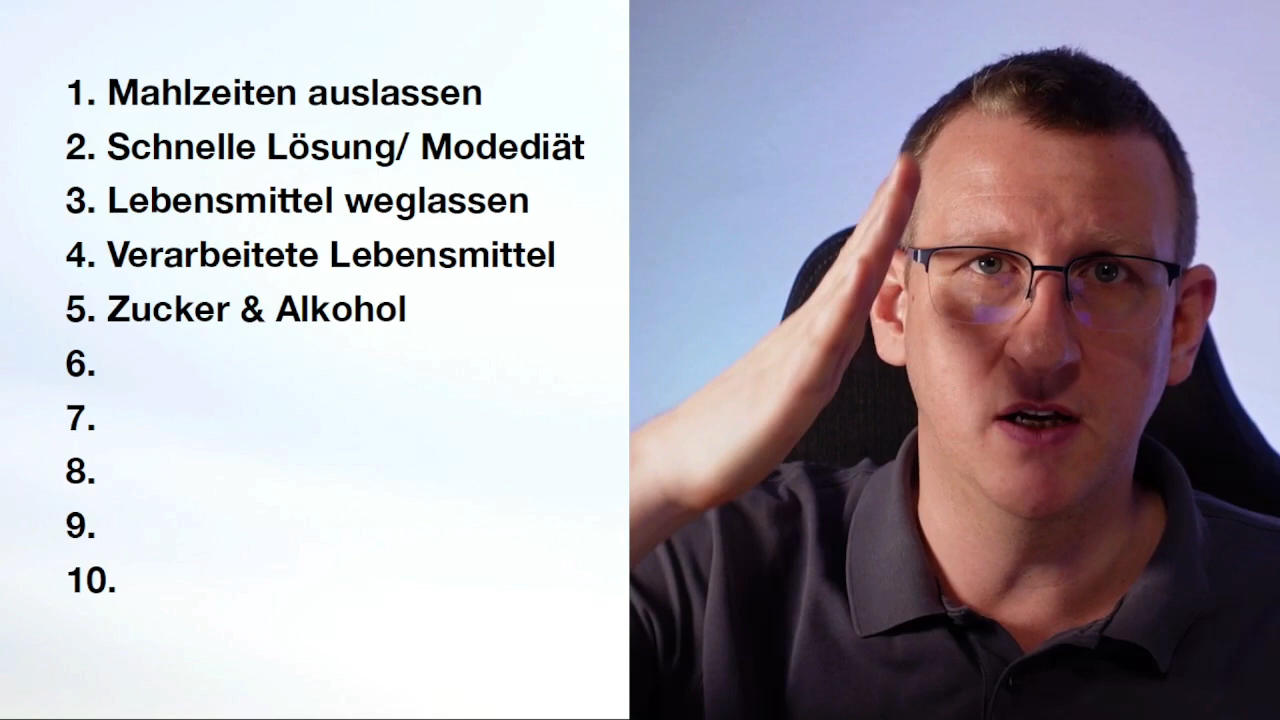 1. Mahlzeiten auslassen
2. Schnelle Lösung/ Modediät
3. Lebensmittel weglassen
4. Verarbeitete Lebensmittel
5. Zucker & Alkohol
6.
7.
8.
9.
10.